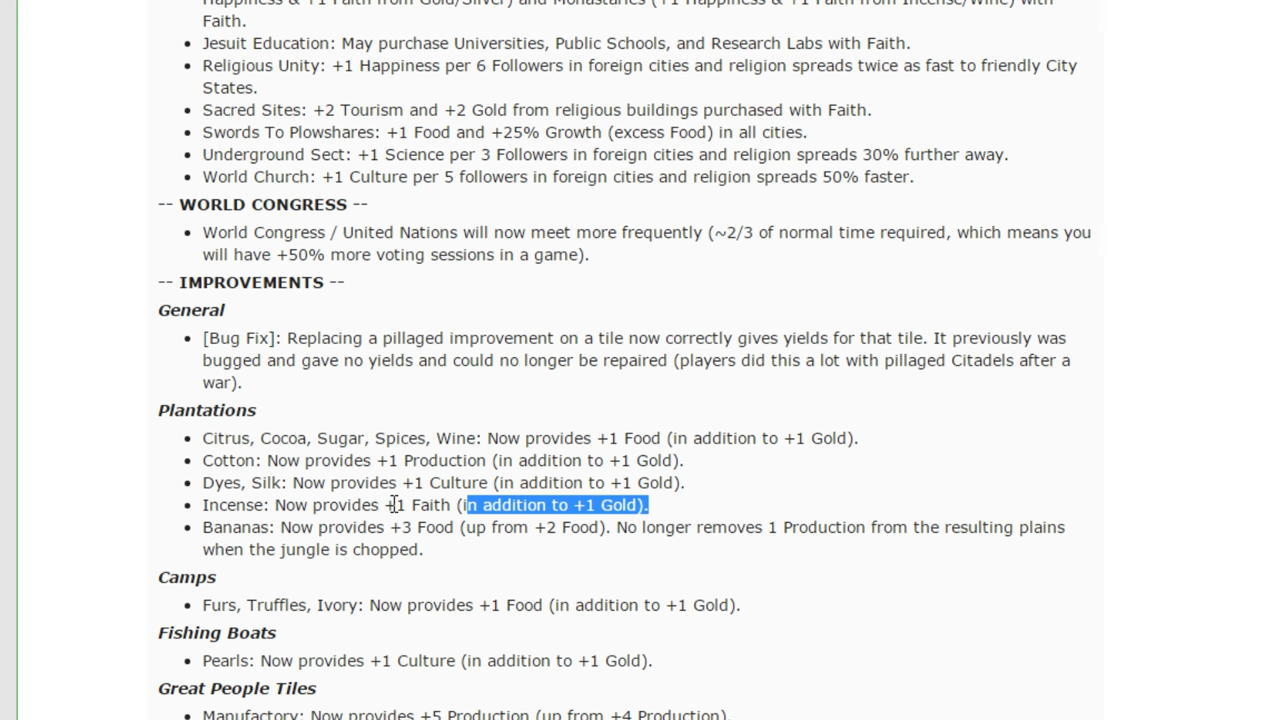 Happiness & +1 Faith from Gold/Silver) and Monastaries (+1 Happiness & +1 Faith from Incense/Wine) with
Faith.
• Jesuit Education: May purchase Universities, Public Schools, and Research Labs with Faith.
• Religious Unity: +1 Happiness per 6 Followers in foreign cities and religion spreads twice as fast to friendly City
States.
• Sacred Sites: +2 Tourism and +2 Gold from religious buildings purchased with Faith.
• Swords To Plowshares: +1 Food and +25% Growth (excess Food) in all cities.
• Underground Sect: +1 Science per 3 Followers in foreign cities and religion spreads 30% further away.
• World Church: +1 Culture per 5 followers in foreign cities and religion spreads 50% faster.
-- WORLD CONGRESS --
• World Congress / United Nations will now meet more frequently (~2/3 of normal time required, which means you
will have +50% more voting sessions in a game).
-- IMPROVEMENTS --
General
• [Bug Fix]: Replacing a pillaged improvement on a tile now correctly gives yields for that tile. It previously was
bugged and gave no yields and could no longer be repaired (players did this a lot with pillaged Citadels after a
war).
Plantations
• Citrus, Cocoa, Sugar, Spices, Wine: Now provides +1 Food (in addition to +1 Gold).
• Cotton: Now provides +1 Production (in addition to +1 Gold).
• Dyes, Silk: Now provides +1 Culture (in addition to +1 Gold).
• Incense: Now provides +1 Faith (in addition to +1 Gold).
• Bananas: Now provides +3 Food (up from +2 Food). No longer removes 1 Production from the resulting plains
when the jungle is chopped.
Camps
• Furs, Truffles, Ivory: Now provides +1 Food (in addition to +1 Gold).
Fishing Boats
• Pearls: Now provides +1 Culture (in addition to +1 Gold).
Great People Tiles
• Manufactory: Now provides +5 Production (up from +4 Production).